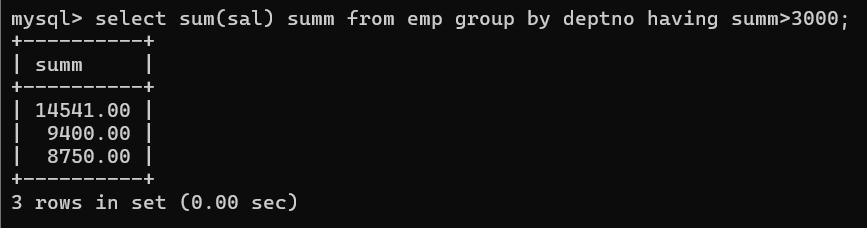 mysql> select sum(sal) summ from emp group by deptno having summ>3000;
+----------+
| summ     |
+----------+
| 14541.00 |
|  9400.00 |
|  8750.00 |
+----------+
3 rows in set (0.00 sec)